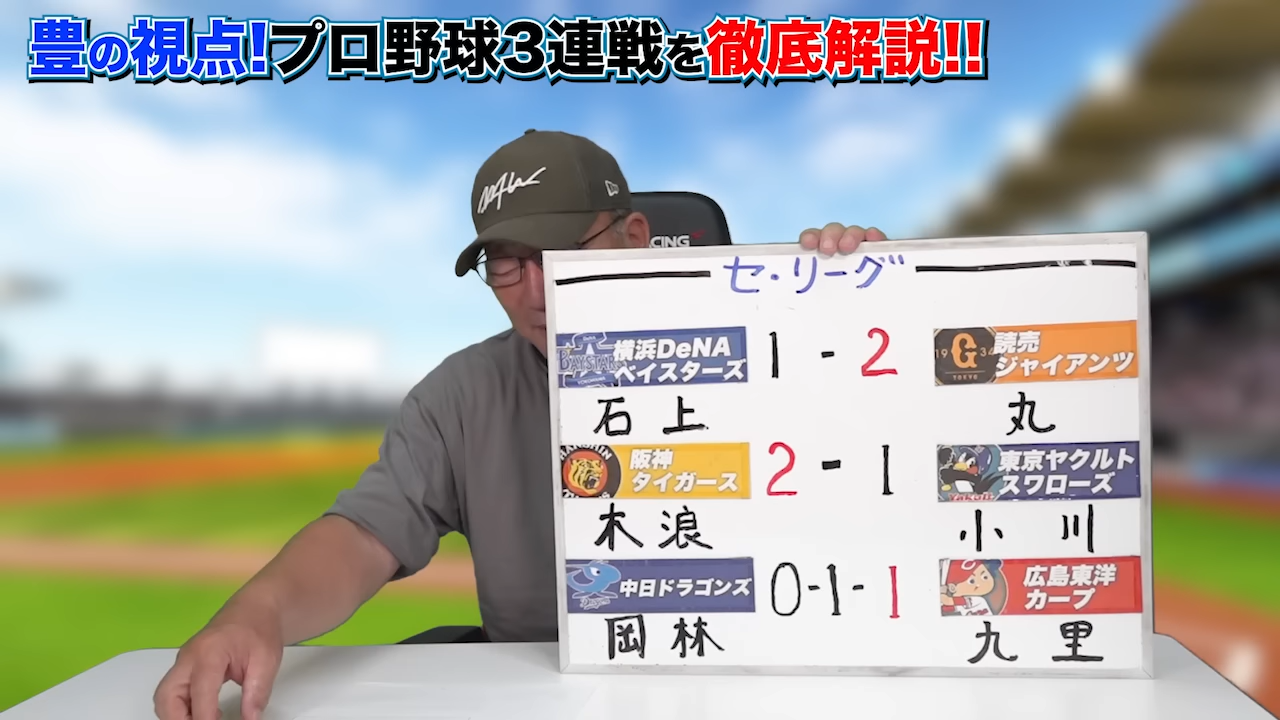 豊の視点!プロ野球3連戦を徹底解説!!
CING
セ・リーグ
横浜DeNA
ベイスターズ
1 - 2
読売
ジャイアンツ
石上
丸
阪神
タイガース
2 - 1
東京ヤクルト
スワローズ
木浪
小川
中日ドラゴンズ
0-1-1
広島東洋
カープ
岡林
九里